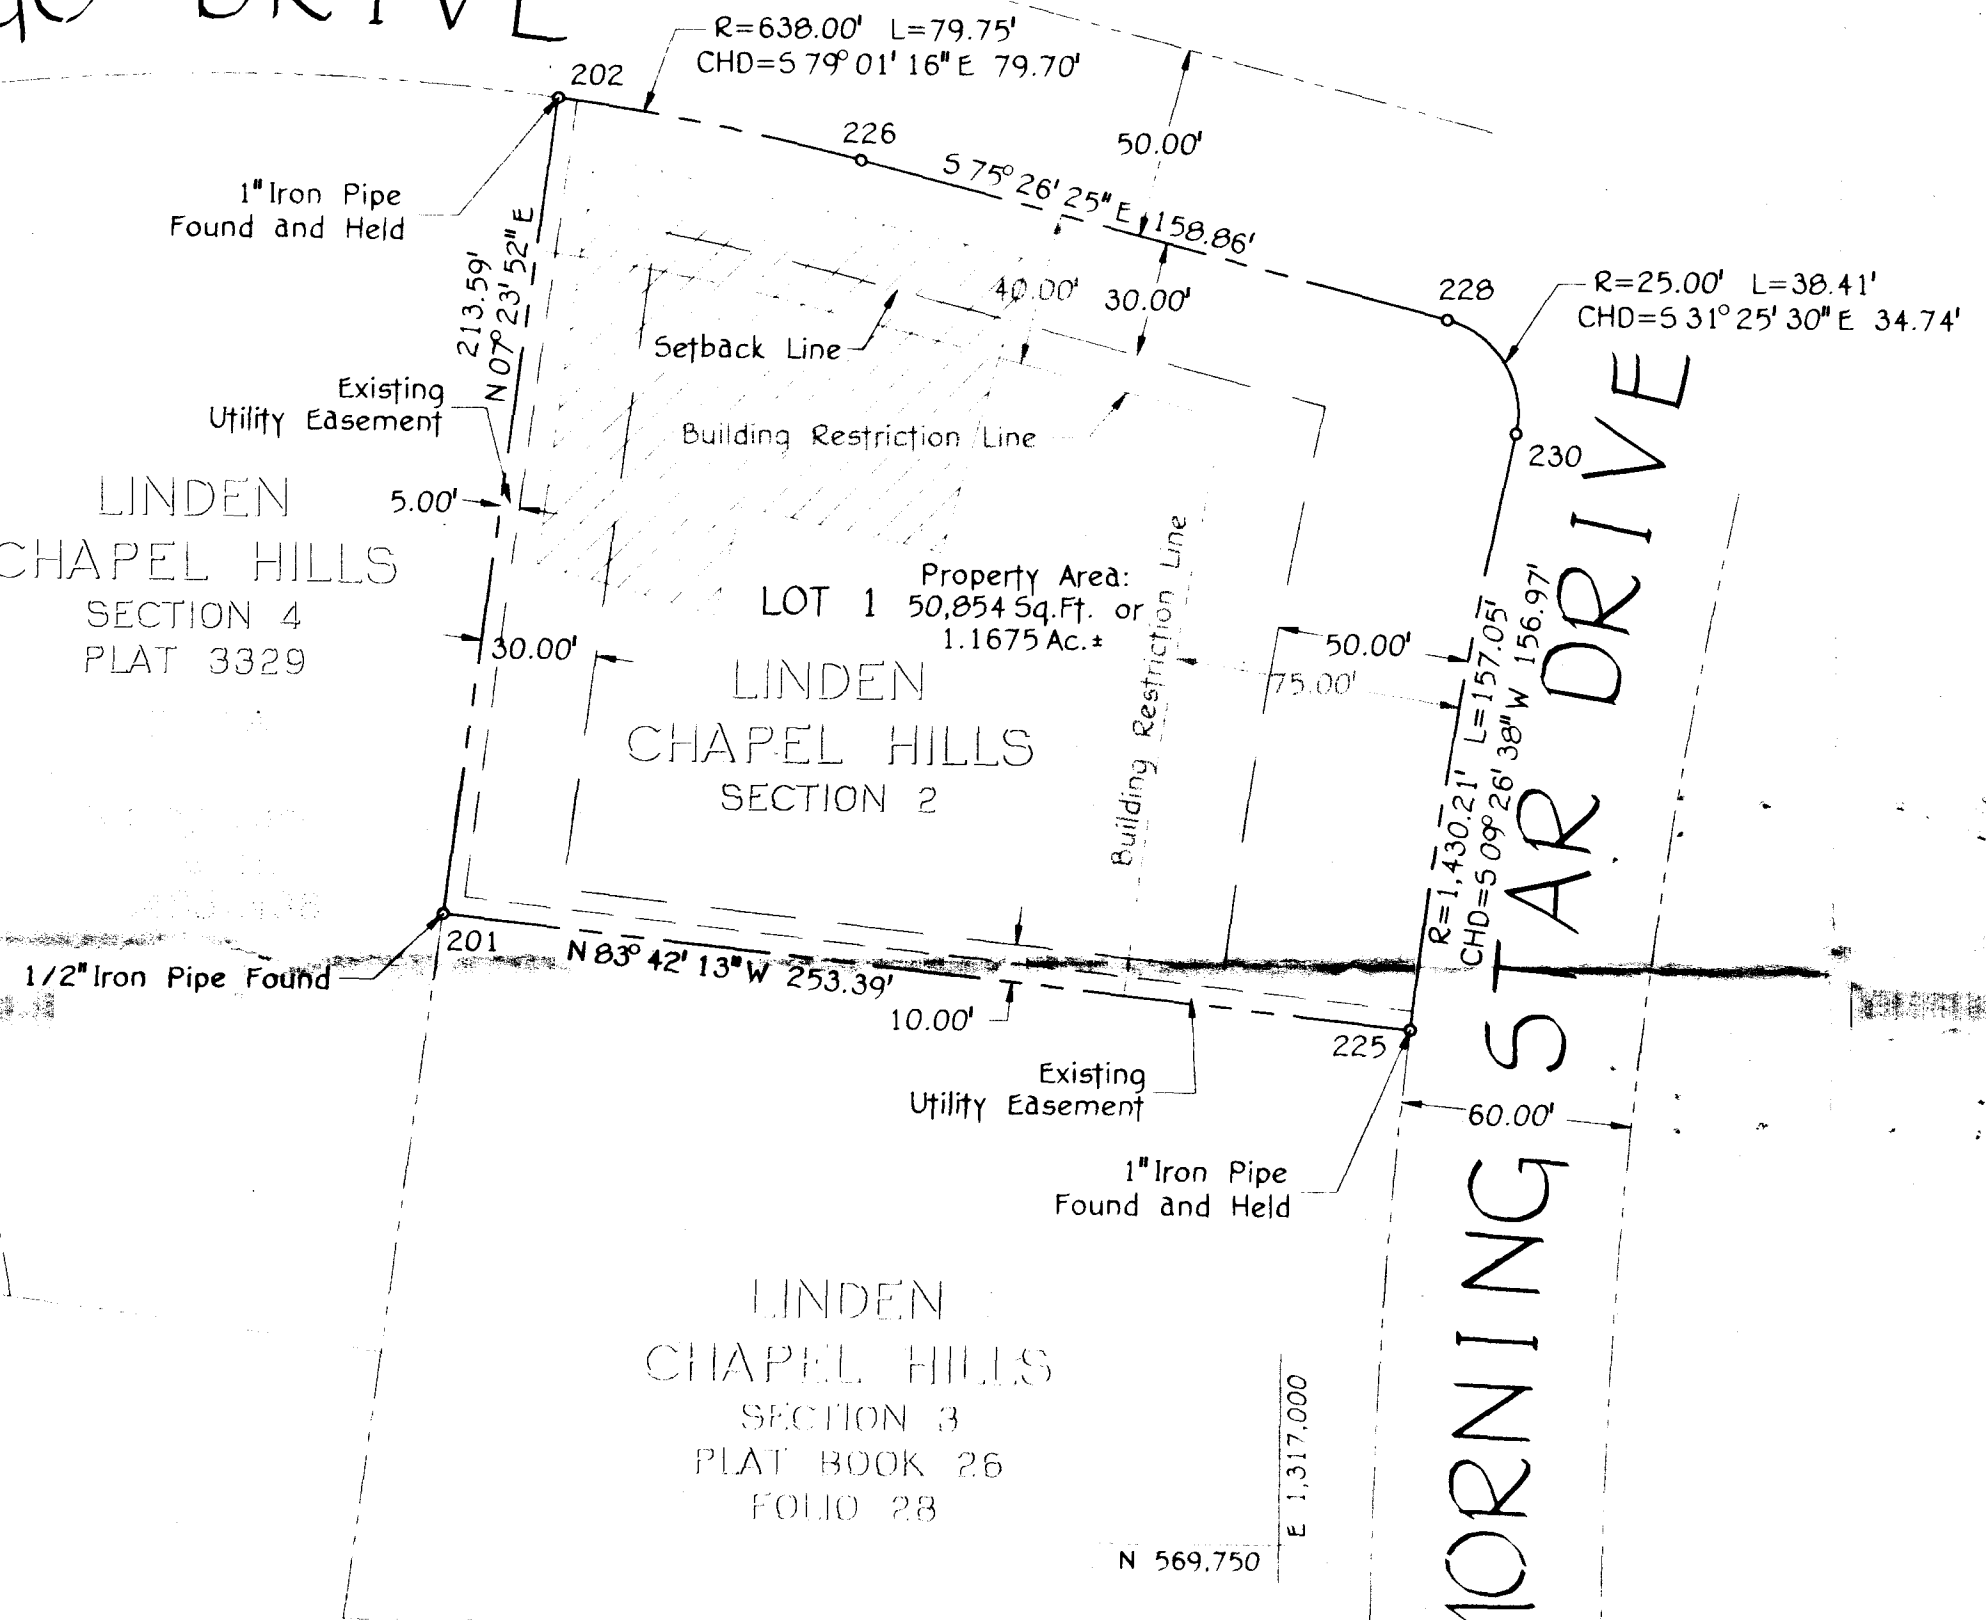 DRIVE
R=638.00' L=79.75'
CHD=S 79° 01' 16" E 79.70'
202
226
50.00'
S 75° 26' 25" E 158.86'
1" Iron Pipe
Found and Held
213.59'
N 07° 23' 52" E
40.00'
30.00'
228
R=25.00' L=38.41'
CHD=S 31° 25' 30" E 34.74'
Setback Line
Existing
Utility Easement
Building Restriction Line
230
5.00'
LINDEN
CHAPEL HILLS
SECTION 4
PLAT 3329
LOT 1
Property Area:
50,854 Sq.Ft. or
1.1675 Ac.±
Building Restriction Line
30.00'
50.00'
75.00'
LINDEN
CHAPEL HILLS
SECTION 2
R=1,430.21' L=157.05'
CHD=S 09° 26' 38" W 156.97'
201
1/2" Iron Pipe Found
N 83° 42' 13" W 253.39'
10.00'
225
Existing
Utility Easement
60.00'
1" Iron Pipe
Found and Held
LINDEN
CHAPEL HILLS
SECTION 3
PLAT BOOK 26
FOLIO 28
E 1,317,000
N 569,750
MORNING STAR DRIVE